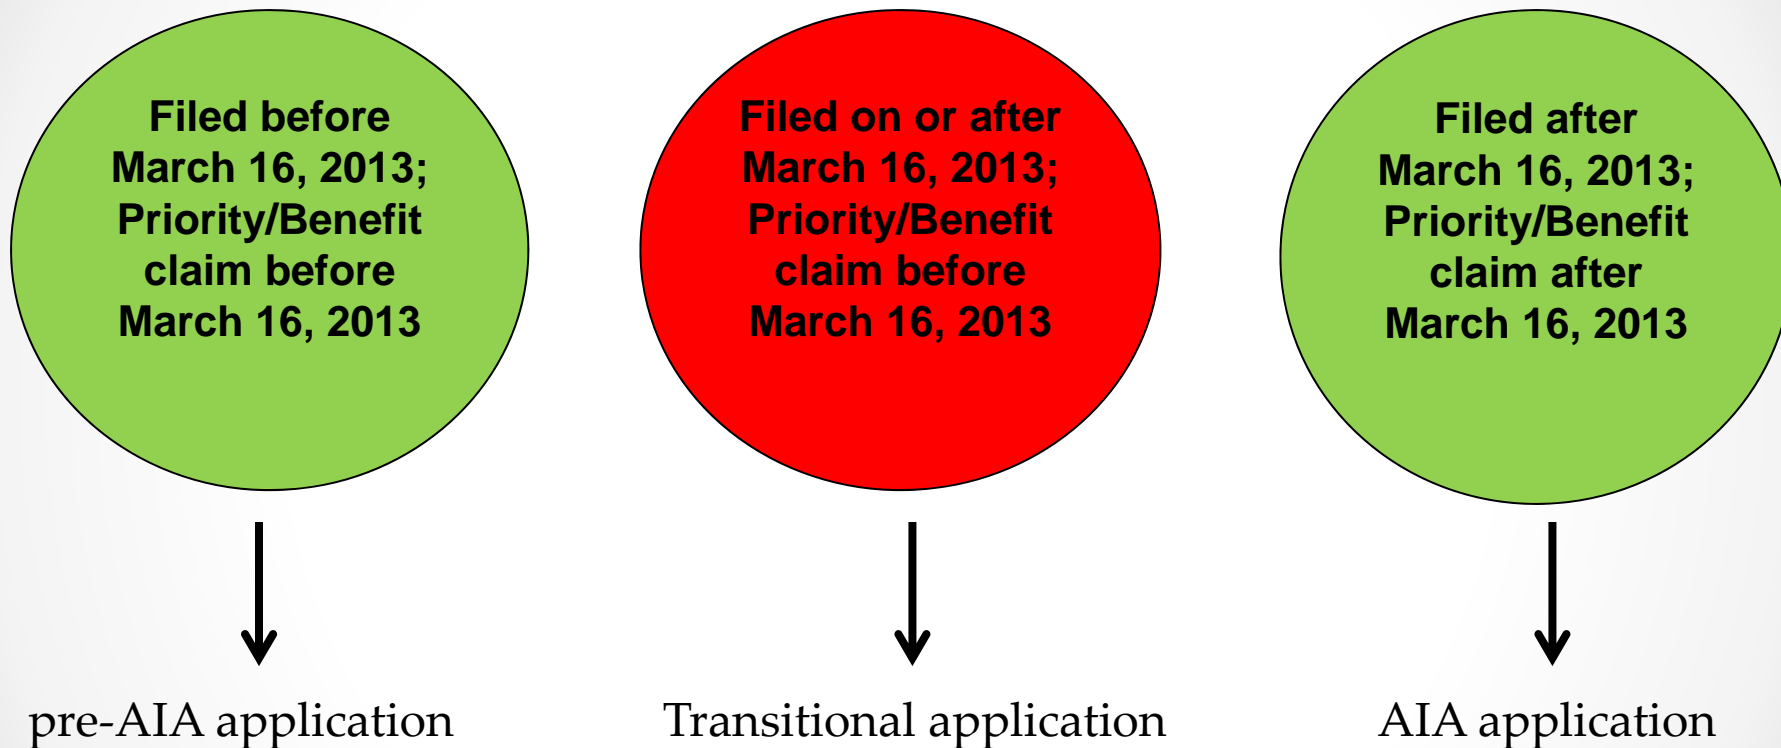 Filed before
March 16, 2013;
Priority/Benefit
claim before
March 16, 2013
Filed on or after
March 16, 2013;
Priority/Benefit
claim before
March 16, 2013
Filed after
March 16, 2013;
Priority/Benefit
claim after
March 16, 2013
pre-AIA application
Transitional application
AIA application